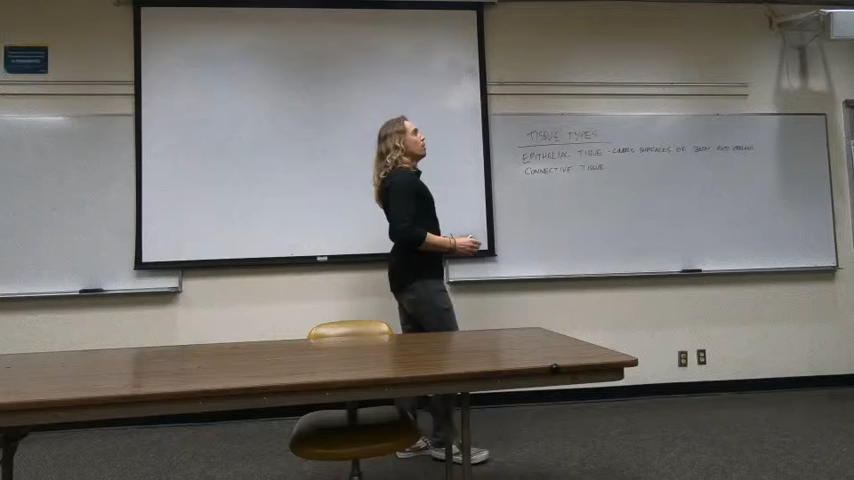 TISSUE TYPES
EPITHELIAL TISSUE - COVERS SURFACES OF BODY AND ORGANS
CONNECTIVE TISSUE